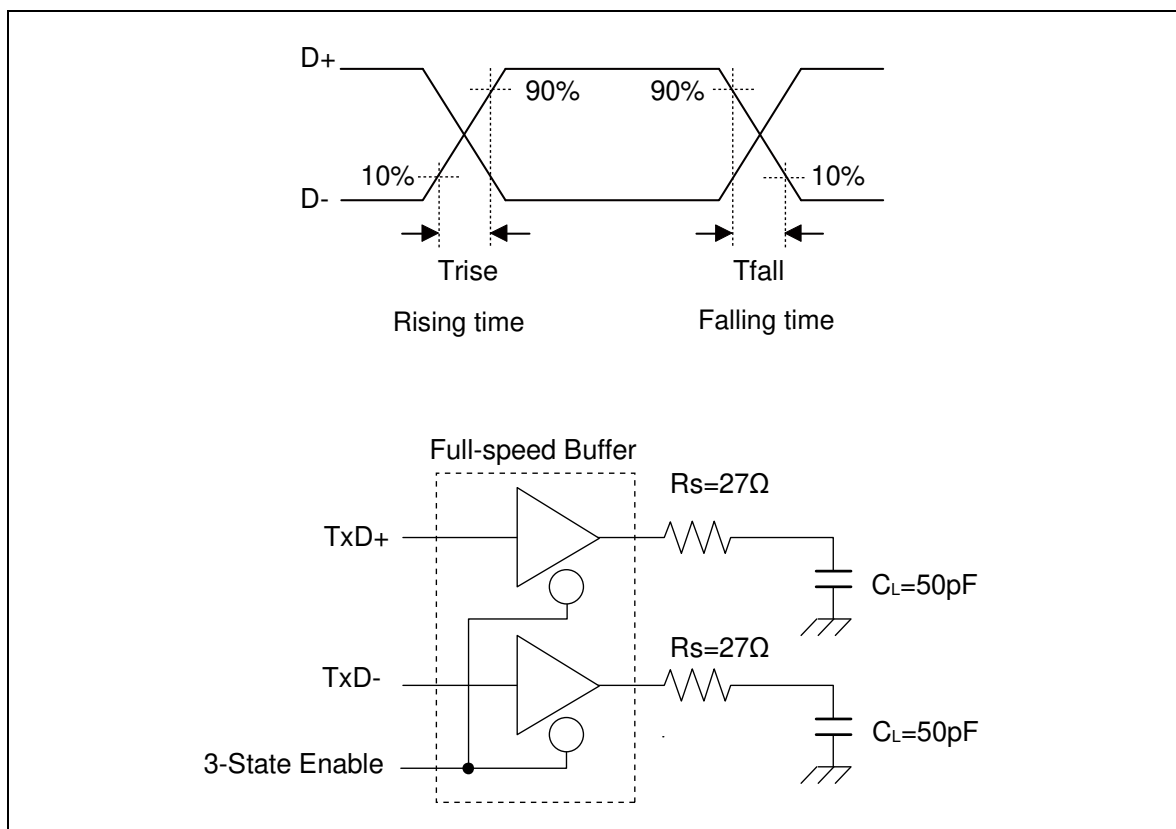 D+
90% 90%
10% 10%
D-
Trise Tfall
Rising time Falling time
Full-speed Buffer
Rs=27Ω
TxD+
CL=50pF
Rs=27Ω
TxD-
CL=50pF
3-State Enable